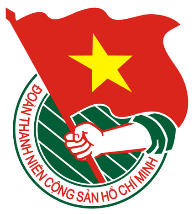 ĐOÀN THANH NIÊN CỘNG SẢN HỒ CHÍ MINH